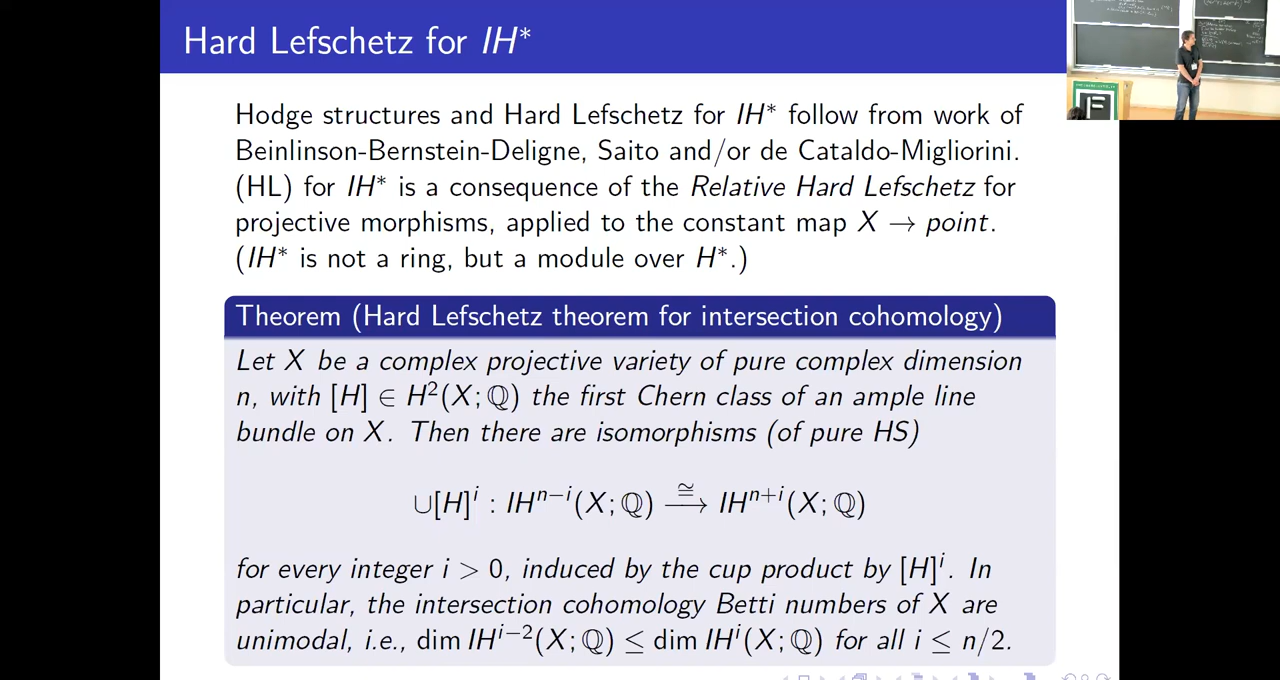 Hard Lefschetz for IH*
Hodge structures and Hard Lefschetz for IH* follow from work of
Beinlinson-Bernstein-Deligne, Saito and/or de Cataldo-Migliorini.
(HL) for IH* is a consequence of the Relative Hard Lefschetz for
projective morphisms, applied to the constant map X → point.
(IH* is not a ring, but a module over H*.)
Theorem (Hard Lefschetz theorem for intersection cohomology)
Let X be a complex projective variety of pure complex dimension
n, with [H] ∈ H²(X; ℚ) the first Chern class of an ample line
bundle on X. Then there are isomorphisms (of pure HS)
∪[H]^i : IH^{n−i}(X; ℚ) ≅⟶ IH^{n+i}(X; ℚ)
for every integer i > 0, induced by the cup product by [H]^i. In
particular, the intersection cohomology Betti numbers of X are
unimodal, i.e., dim IH^{i−2}(X; ℚ) ≤ dim IH^i(X; ℚ) for all i ≤ n/2.